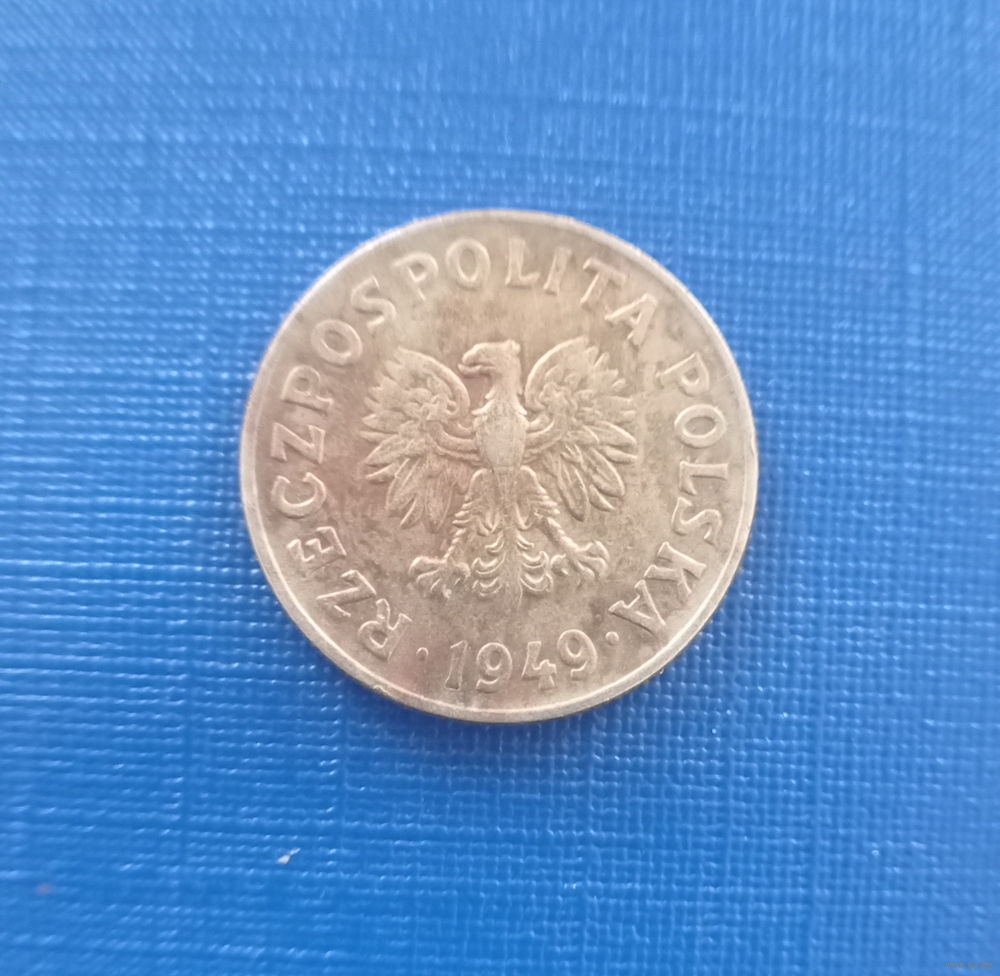 RZECZPOSPOLITA POLSKA
· 1949 ·